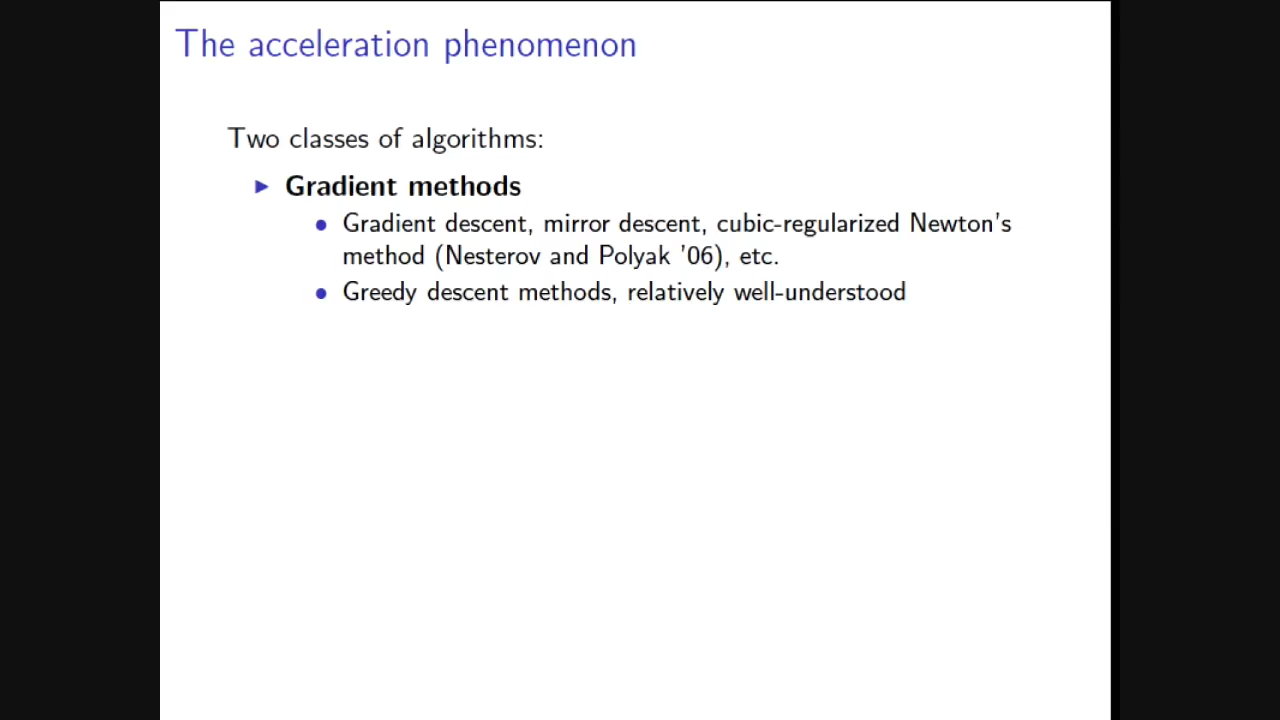 The acceleration phenomenon
Two classes of algorithms:
▶ Gradient methods
• Gradient descent, mirror descent, cubic-regularized Newton's
method (Nesterov and Polyak '06), etc.
• Greedy descent methods, relatively well-understood